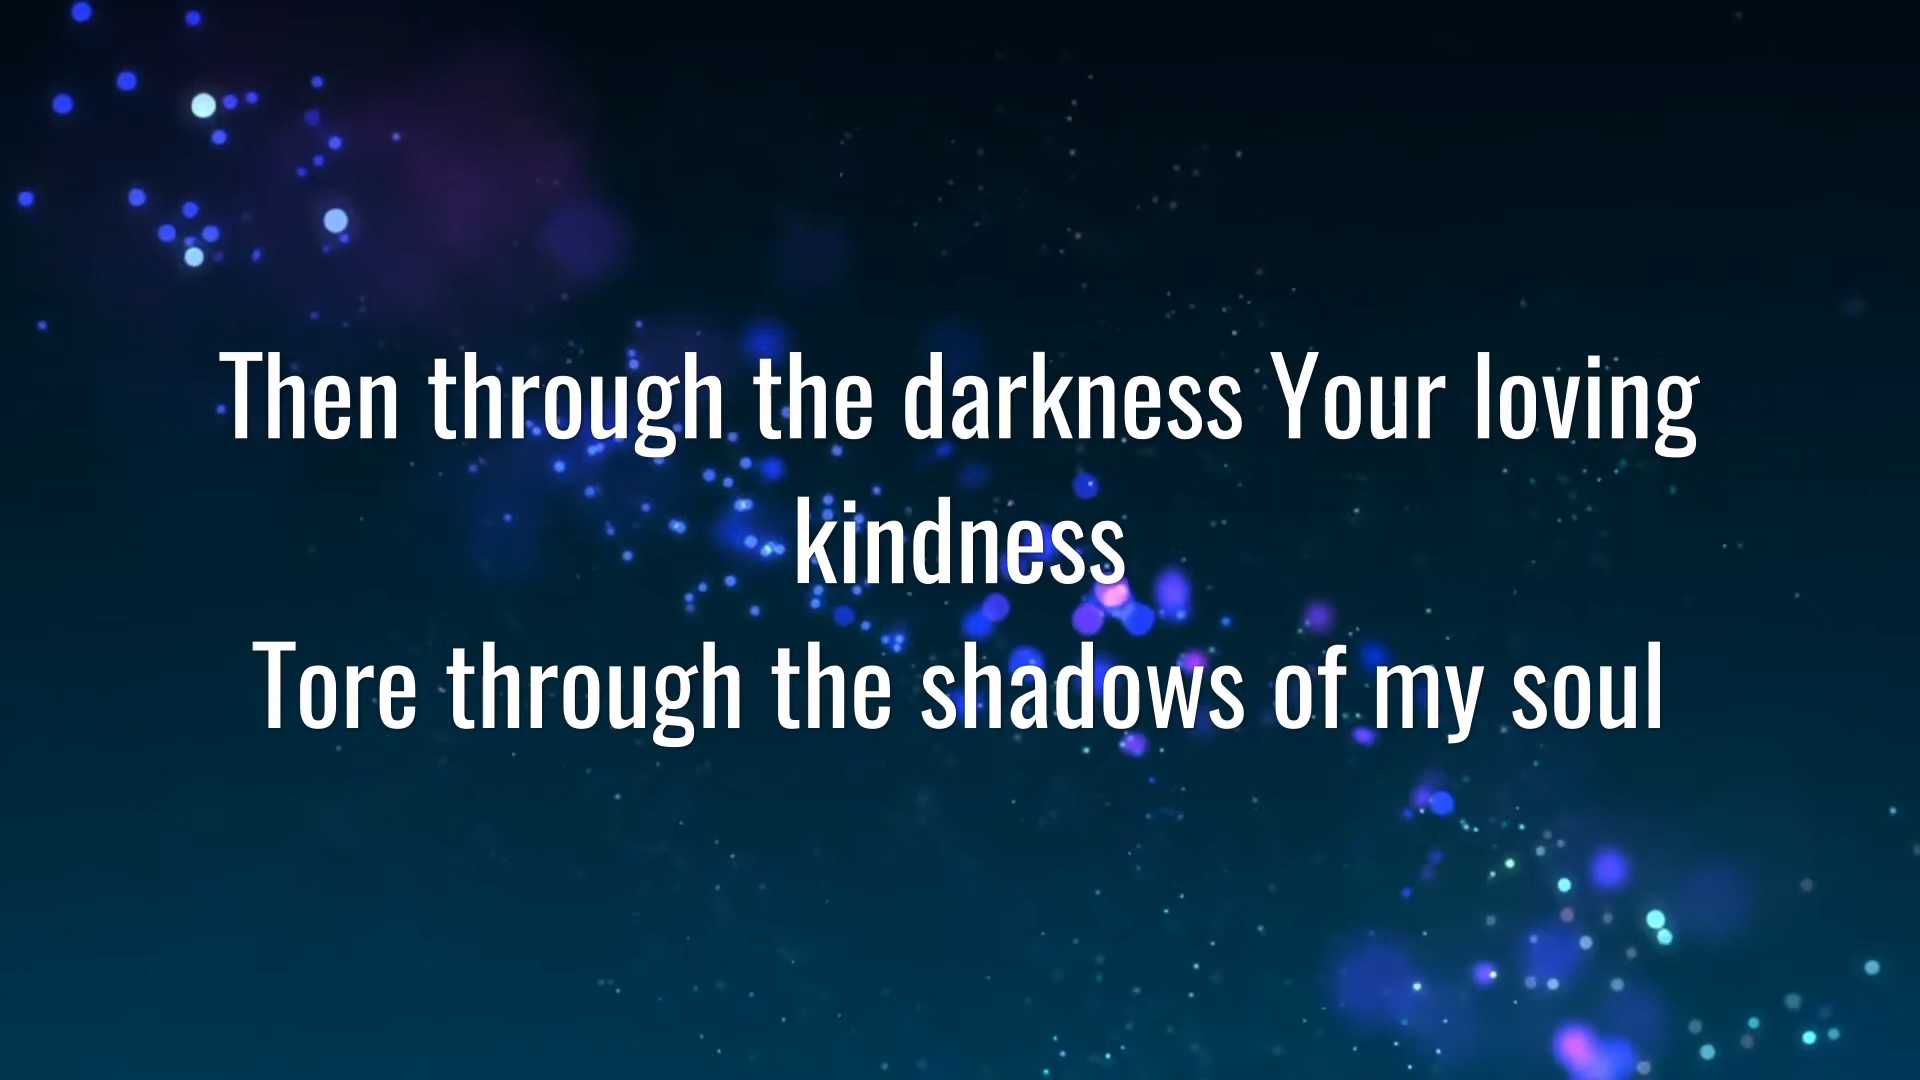 Then through the darkness Your loving
kindness
Tore through the shadows of my soul